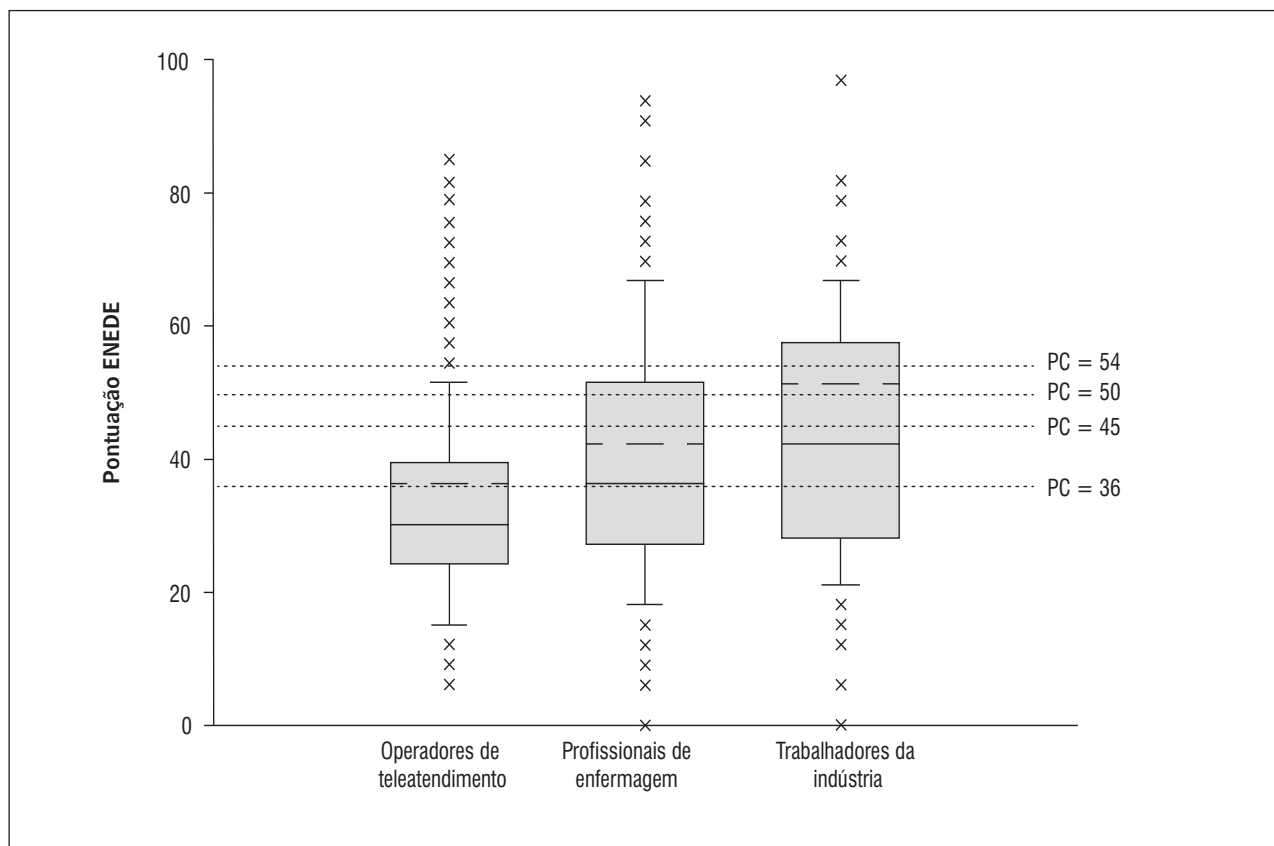 Pontuação ENEDE
100
80
60
40
20
0
PC = 54
PC = 50
PC = 45
PC = 36
Operadores de
teleatendimento
Profissionais de
enfermagem
Trabalhadores da
indústria